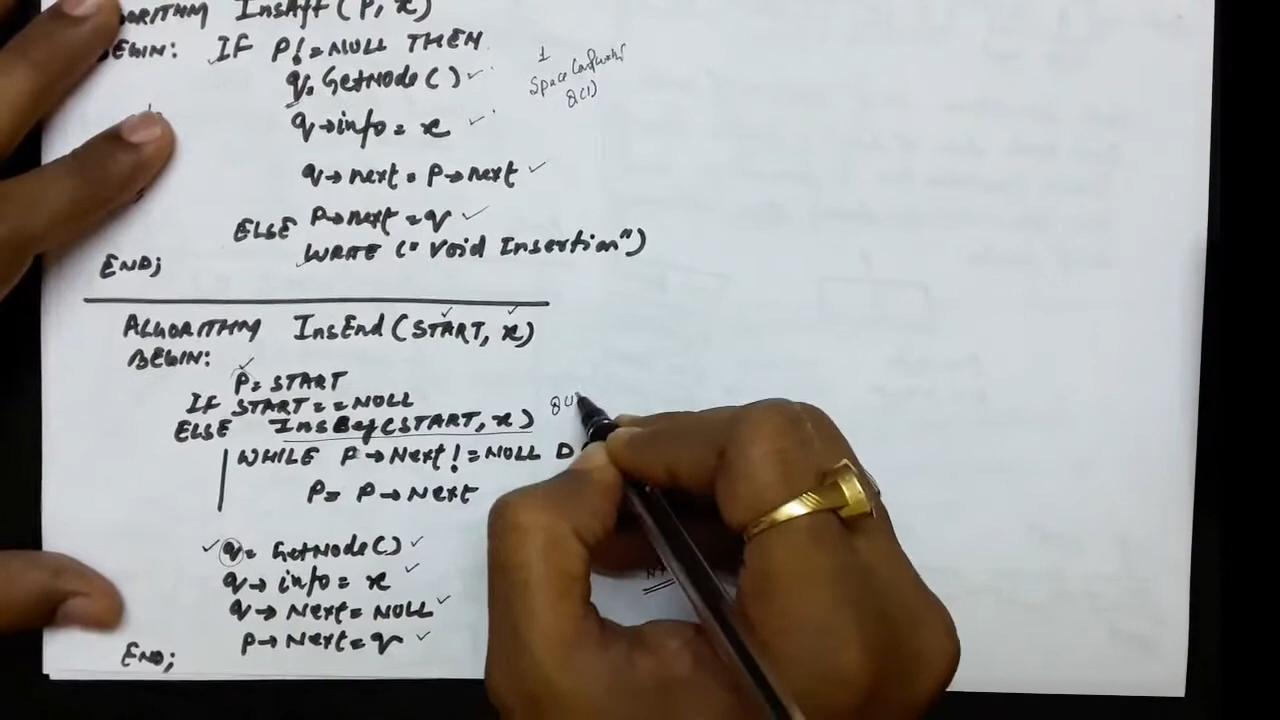 ALGORITHM InsAft (P, x)
BEGIN: IF P!=NULL THEN
q= GetNode()
q→info= x
q→next = P→next
P→next = q
ELSE
WRITE (" Void Insertion")
END;
1
Space
θ(1)
ALGORITHM InsEnd (START, x)
BEGIN:
P= START
IF START==NULL
InsBeg(START, x)
ELSE
WHILE P→Next!=NULL D
P= P→Next
q= GetNode()
q→ info= x
q→ Next= NULL
P→Next=q
END;